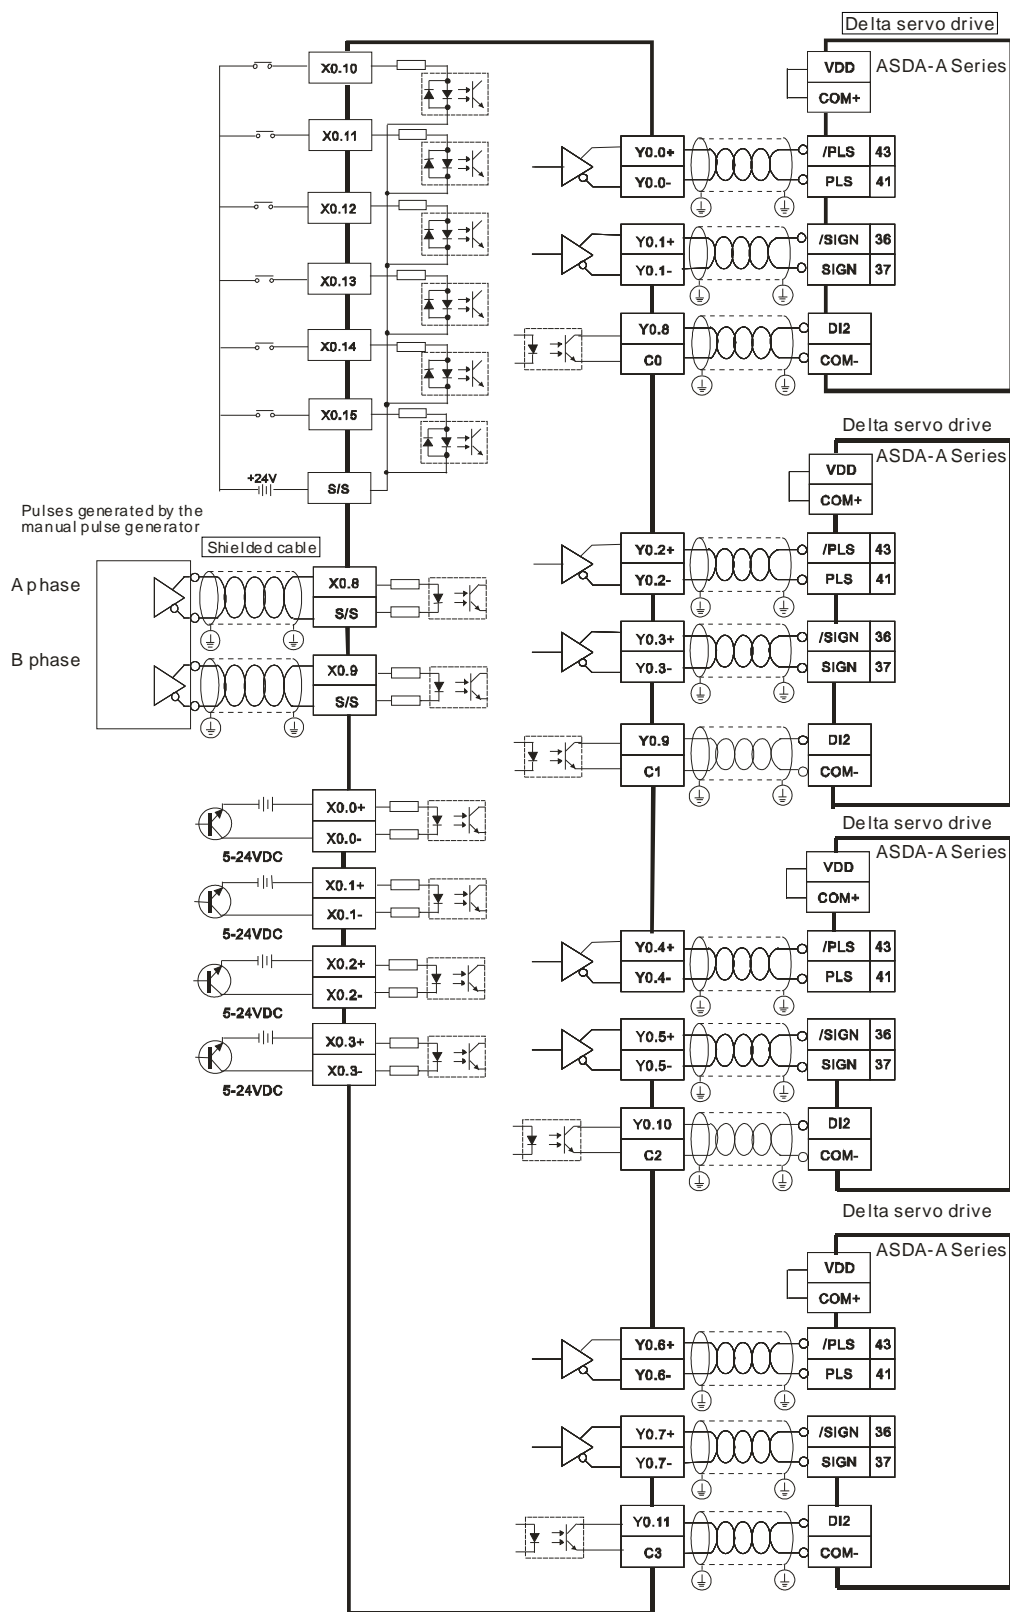 X0.10
X0.11
X0.12
X0.13
X0.14
X0.15
+24V
S/S
Pulses generated by the
manual pulse generator
Shielded cable
A phase
X0.8
S/S
B phase
X0.9
S/S
X0.0+
X0.0-
5-24VDC
X0.1+
X0.1-
5-24VDC
X0.2+
X0.2-
5-24VDC
X0.3+
X0.3-
5-24VDC
Delta servo drive
ASDA-A Series
VDD
COM+
Y0.0+ /PLS 43
Y0.0- PLS 41
Y0.1+ /SIGN 36
Y0.1- SIGN 37
Y0.8 DI2
C0 COM-
Delta servo drive
ASDA-A Series
VDD
COM+
Y0.2+ /PLS 43
Y0.2- PLS 41
Y0.3+ /SIGN 36
Y0.3- SIGN 37
Y0.9 DI2
C1 COM-
Delta servo drive
ASDA-A Series
VDD
COM+
Y0.4+ /PLS 43
Y0.4- PLS 41
Y0.5+ /SIGN 36
Y0.5- SIGN 37
Y0.10 DI2
C2 COM-
Delta servo drive
ASDA-A Series
VDD
COM+
Y0.6+ /PLS 43
Y0.6- PLS 41
Y0.7+ /SIGN 36
Y0.7- SIGN 37
Y0.11 DI2
C3 COM-